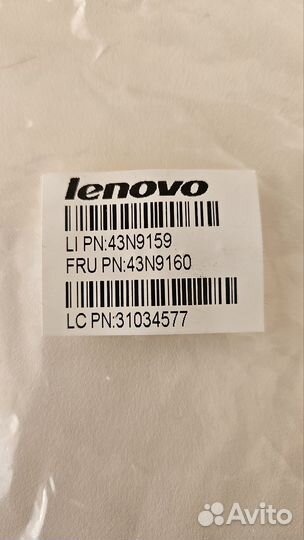 lenovo
LI PN:43N9159
FRU PN:43N9160
LC PN:31034577
Avito